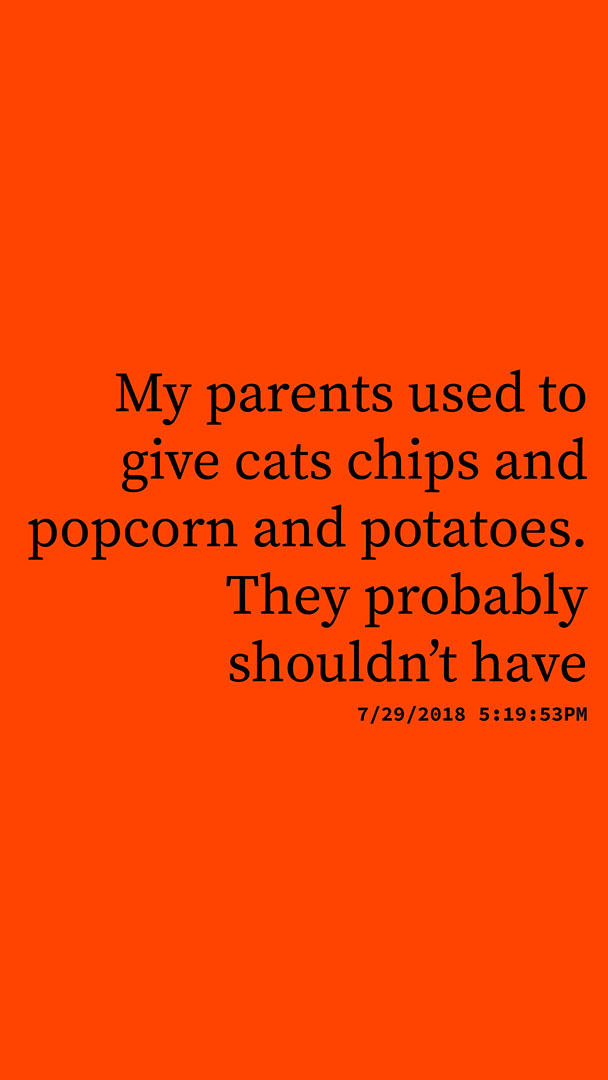 My parents used to
give cats chips and
popcorn and potatoes.
They probably
shouldn’t have
7/29/2018 5:19:53PM